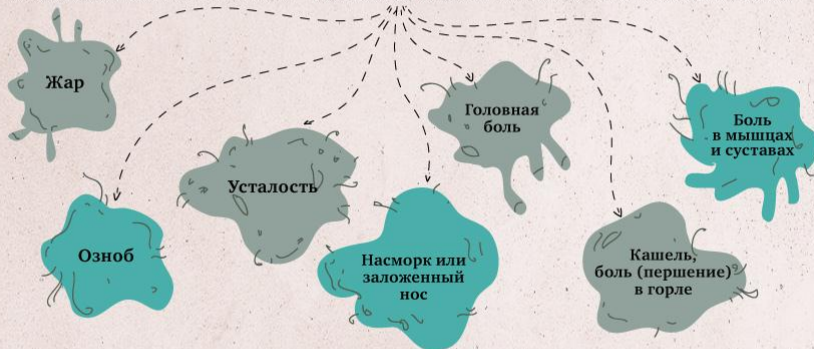 Жар
Головная
боль
Боль
в мышцах
и суставах
Усталость
Озноб
Насморк или
заложенный
нос
Кашель,
боль (першение)
в горле